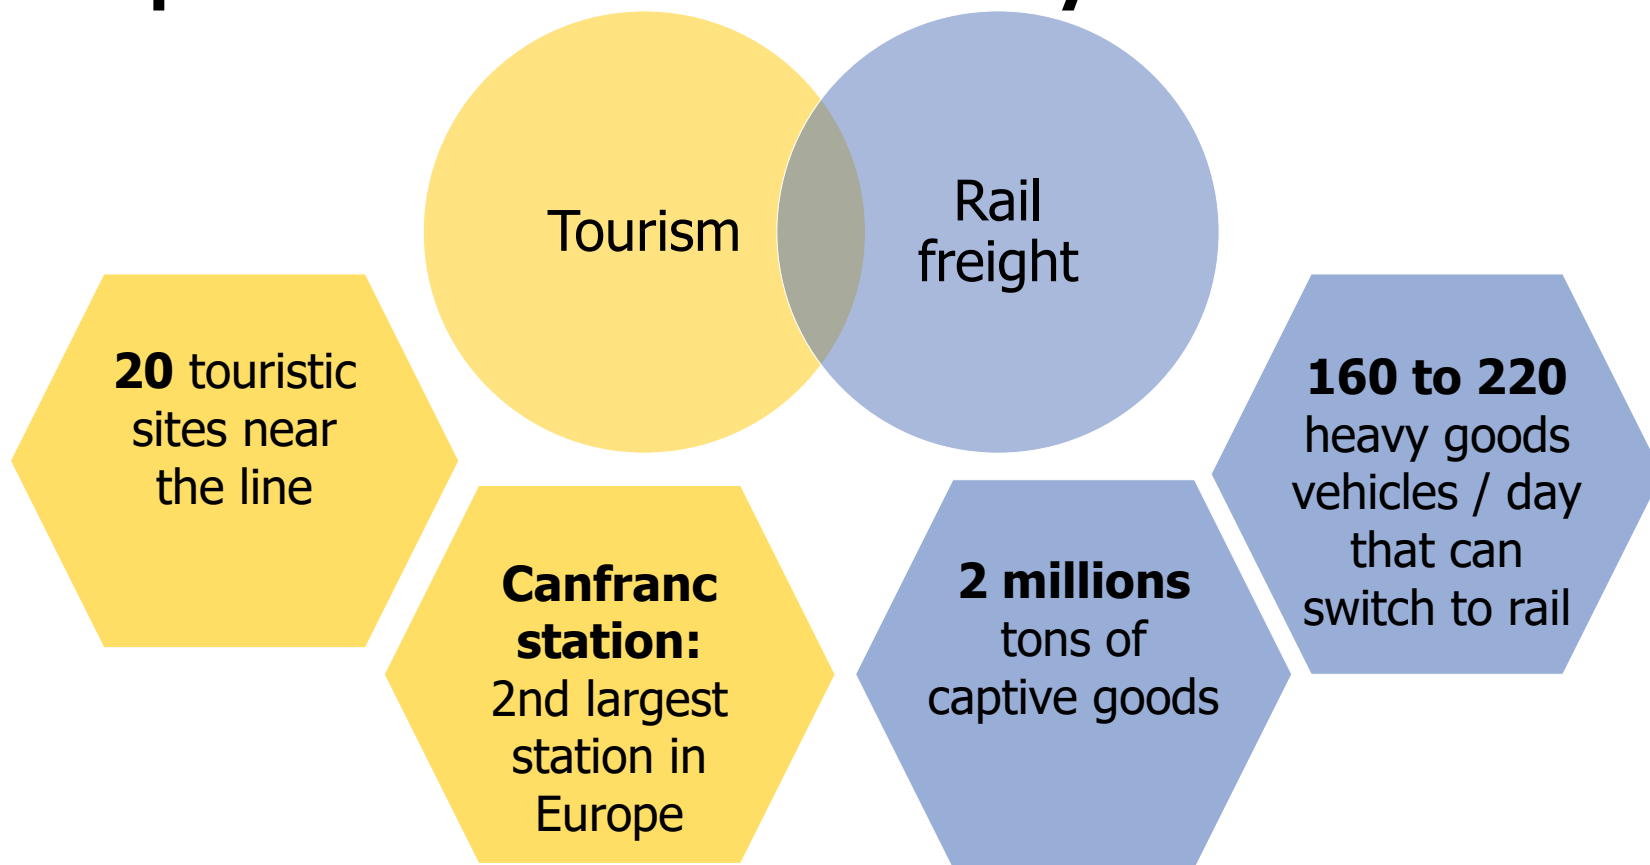 Tourism
Rail
freight
20 touristic
sites near
the line
Canfranc
station:
2nd largest
station in
Europe
2 millions
tons of
captive goods
160 to 220
heavy goods
vehicles / day
that can
switch to rail